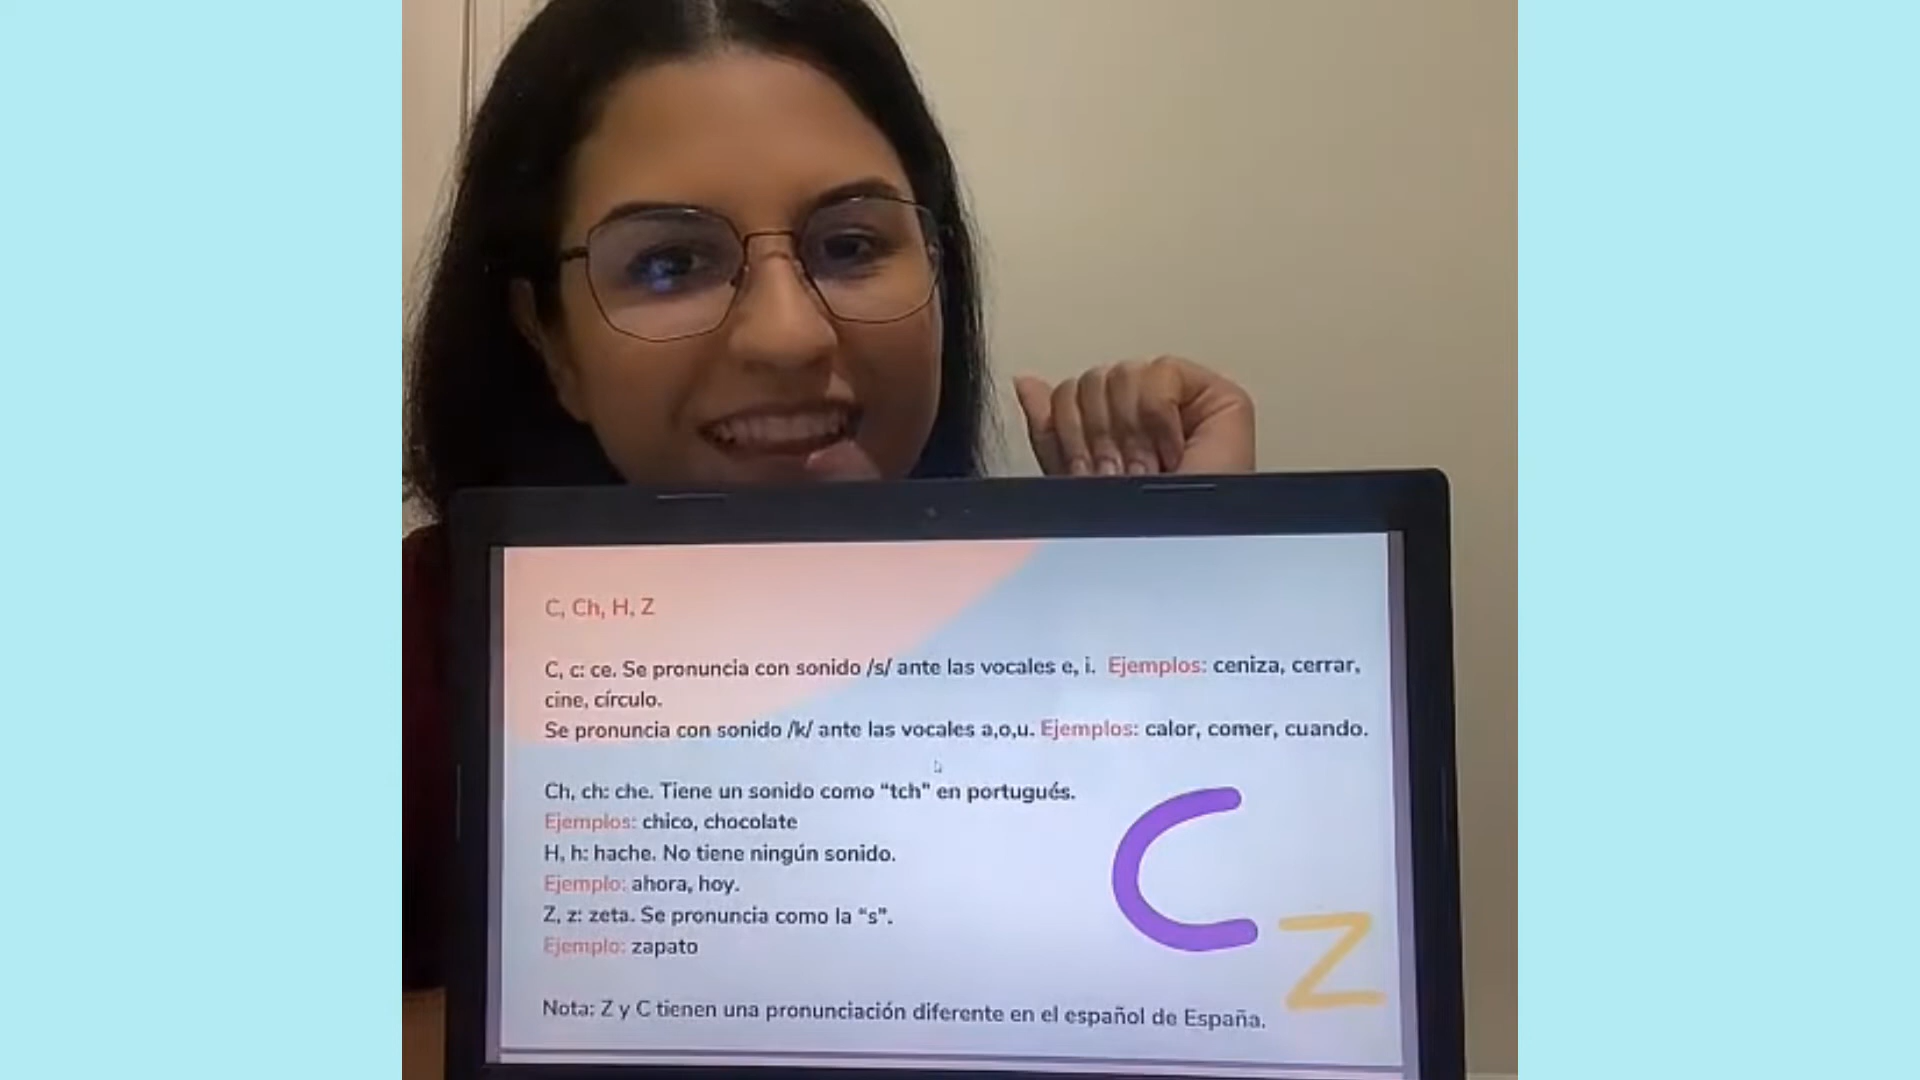 C, Ch, H, Z
C, c: ce. Se pronuncia con sonido /s/ ante las vocales e, i. Ejemplos: ceniza, cerrar,
cine, círculo.
Se pronuncia con sonido /k/ ante las vocales a,o,u. Ejemplos: calor, comer, cuando.
Ch, ch: che. Tiene un sonido como “tch” en portugués.
Ejemplos: chico, chocolate
H, h: hache. No tiene ningún sonido.
Ejemplo: ahora, hoy.
Z, z: zeta. Se pronuncia como la “s”.
Ejemplo: zapato
C
Z
Nota: Z y C tienen una pronunciación diferente en el español de España.